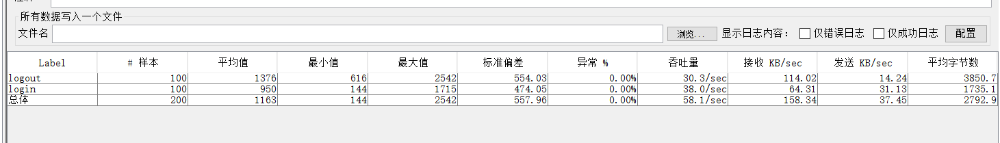 所有数据写入一个文件
文件名 浏览... 显示日志内容: 仅错误日志 仅成功日志 配置
Label # 样本 平均值 最小值 最大值 标准偏差 异常 % 吞吐量 接收 KB/sec 发送 KB/sec 平均字节数
logout 100 1376 616 2542 554.03 0.00% 30.3/sec 114.02 14.24 3850.7
login 100 950 144 1715 474.05 0.00% 38.0/sec 64.31 31.13 1735.1
总体 200 1163 144 2542 557.96 0.00% 58.1/sec 158.34 37.45 2792.9